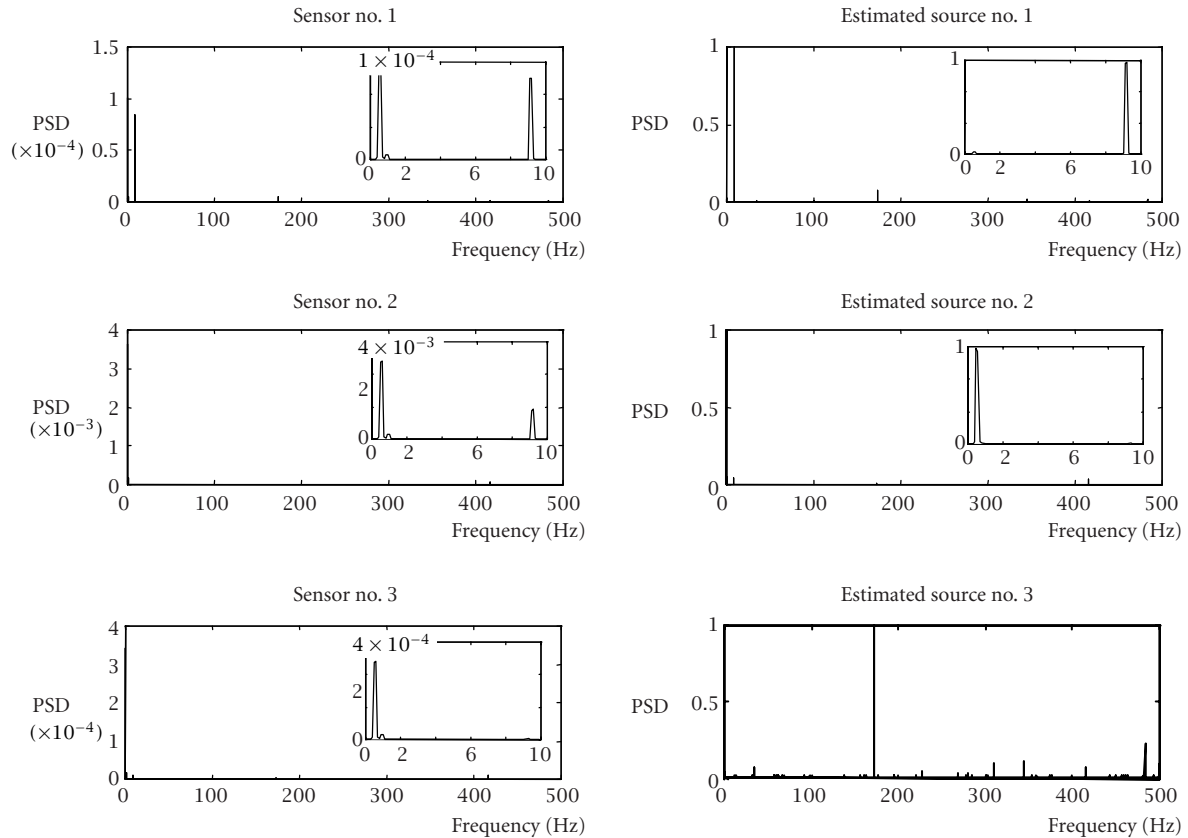 Sensor no. 1
1.5
1
0.5
0
PSD
(×10−4)
1 × 10−4
0
0 2 6 10
0 100 200 300 400 500
Frequency (Hz)
Estimated source no. 1
1
0.5
0
PSD
1
0
0 2 6 10
0 100 200 300 400 500
Frequency (Hz)
Sensor no. 2
4
3
2
1
0
PSD
(×10−3)
4 × 10−3
2
0
0 2 6 10
0 100 200 300 400 500
Frequency (Hz)
Estimated source no. 2
1
0.5
0
PSD
1
0
0 2 6 10
0 100 200 300 400 500
Frequency (Hz)
Sensor no. 3
4
3
2
1
0
PSD
(×10−4)
4 × 10−4
2
0
0 2 6 10
0 100 200 300 400 500
Frequency (Hz)
Estimated source no. 3
1
0.5
0
PSD
0 100 200 300 400 500
Frequency (Hz)